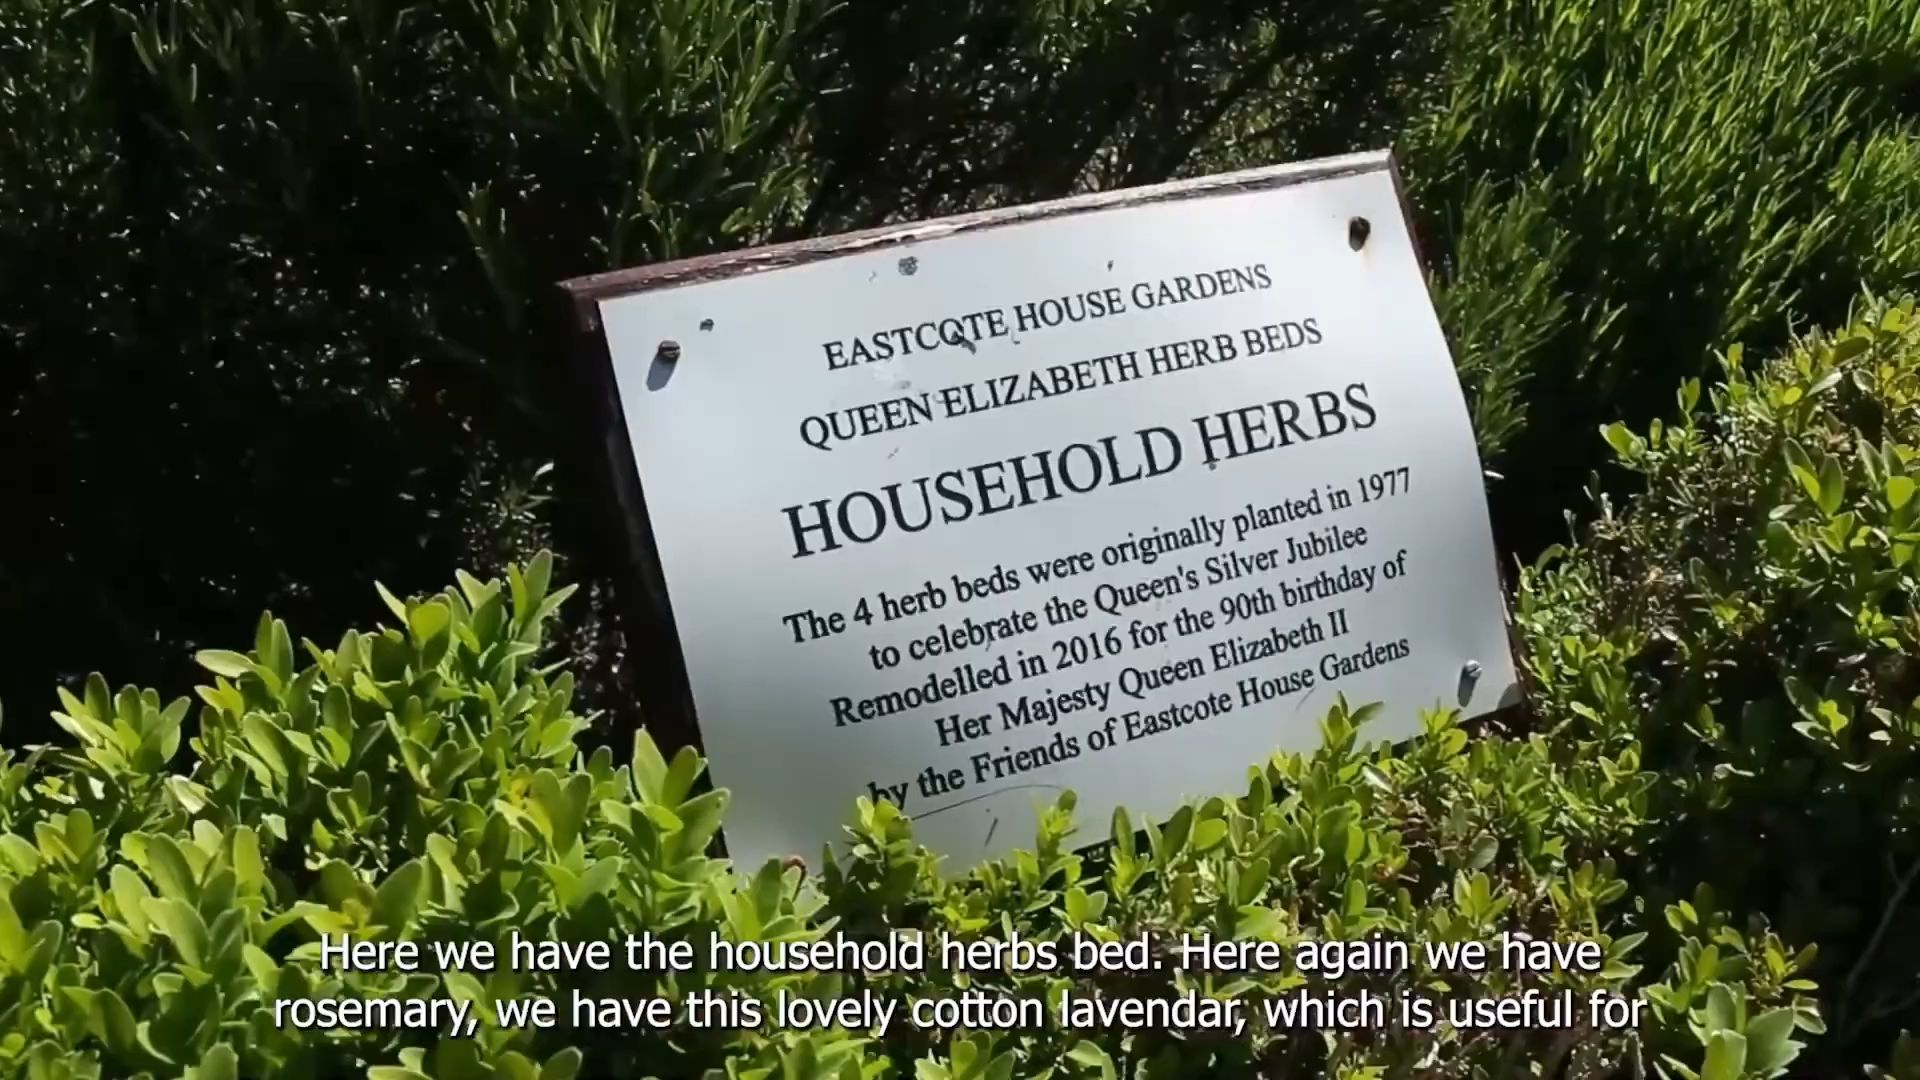 EASTCOTE HOUSE GARDENS
QUEEN ELIZABETH HERB BEDS
HOUSEHOLD HERBS
The 4 herb beds were originally planted in 1977
to celebrate the Queen's Silver Jubilee
Remodelled in 2016 for the 90th birthday of
Her Majesty Queen Elizabeth II
by the Friends of Eastcote House Gardens
Here we have the household herbs bed. Here again we have
rosemary, we have this lovely cotton lavendar, which is useful for